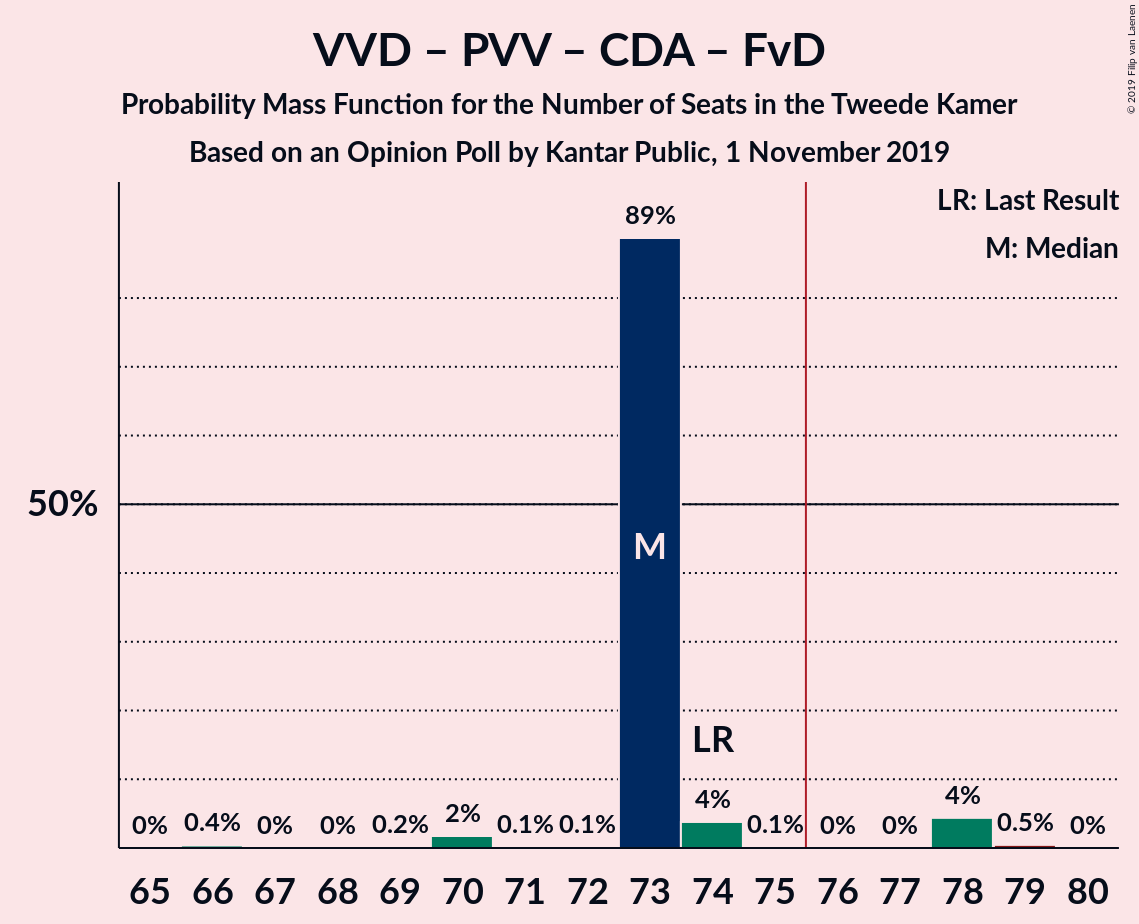 VVD – PVV – CDA – FvD
Probability Mass Function for the Number of Seats in the Tweede Kamer
Based on an Opinion Poll by Kantar Public, 1 November 2019
© 2019 Filip van Laenen
LR: Last Result
M: Median
89%
50%
M
LR
0% 0.4% 0% 0% 0.2% 2% 0.1% 0.1% 4% 0.1% 0% 0% 4% 0.5% 0%
65 66 67 68 69 70 71 72 73 74 75 76 77 78 79 80